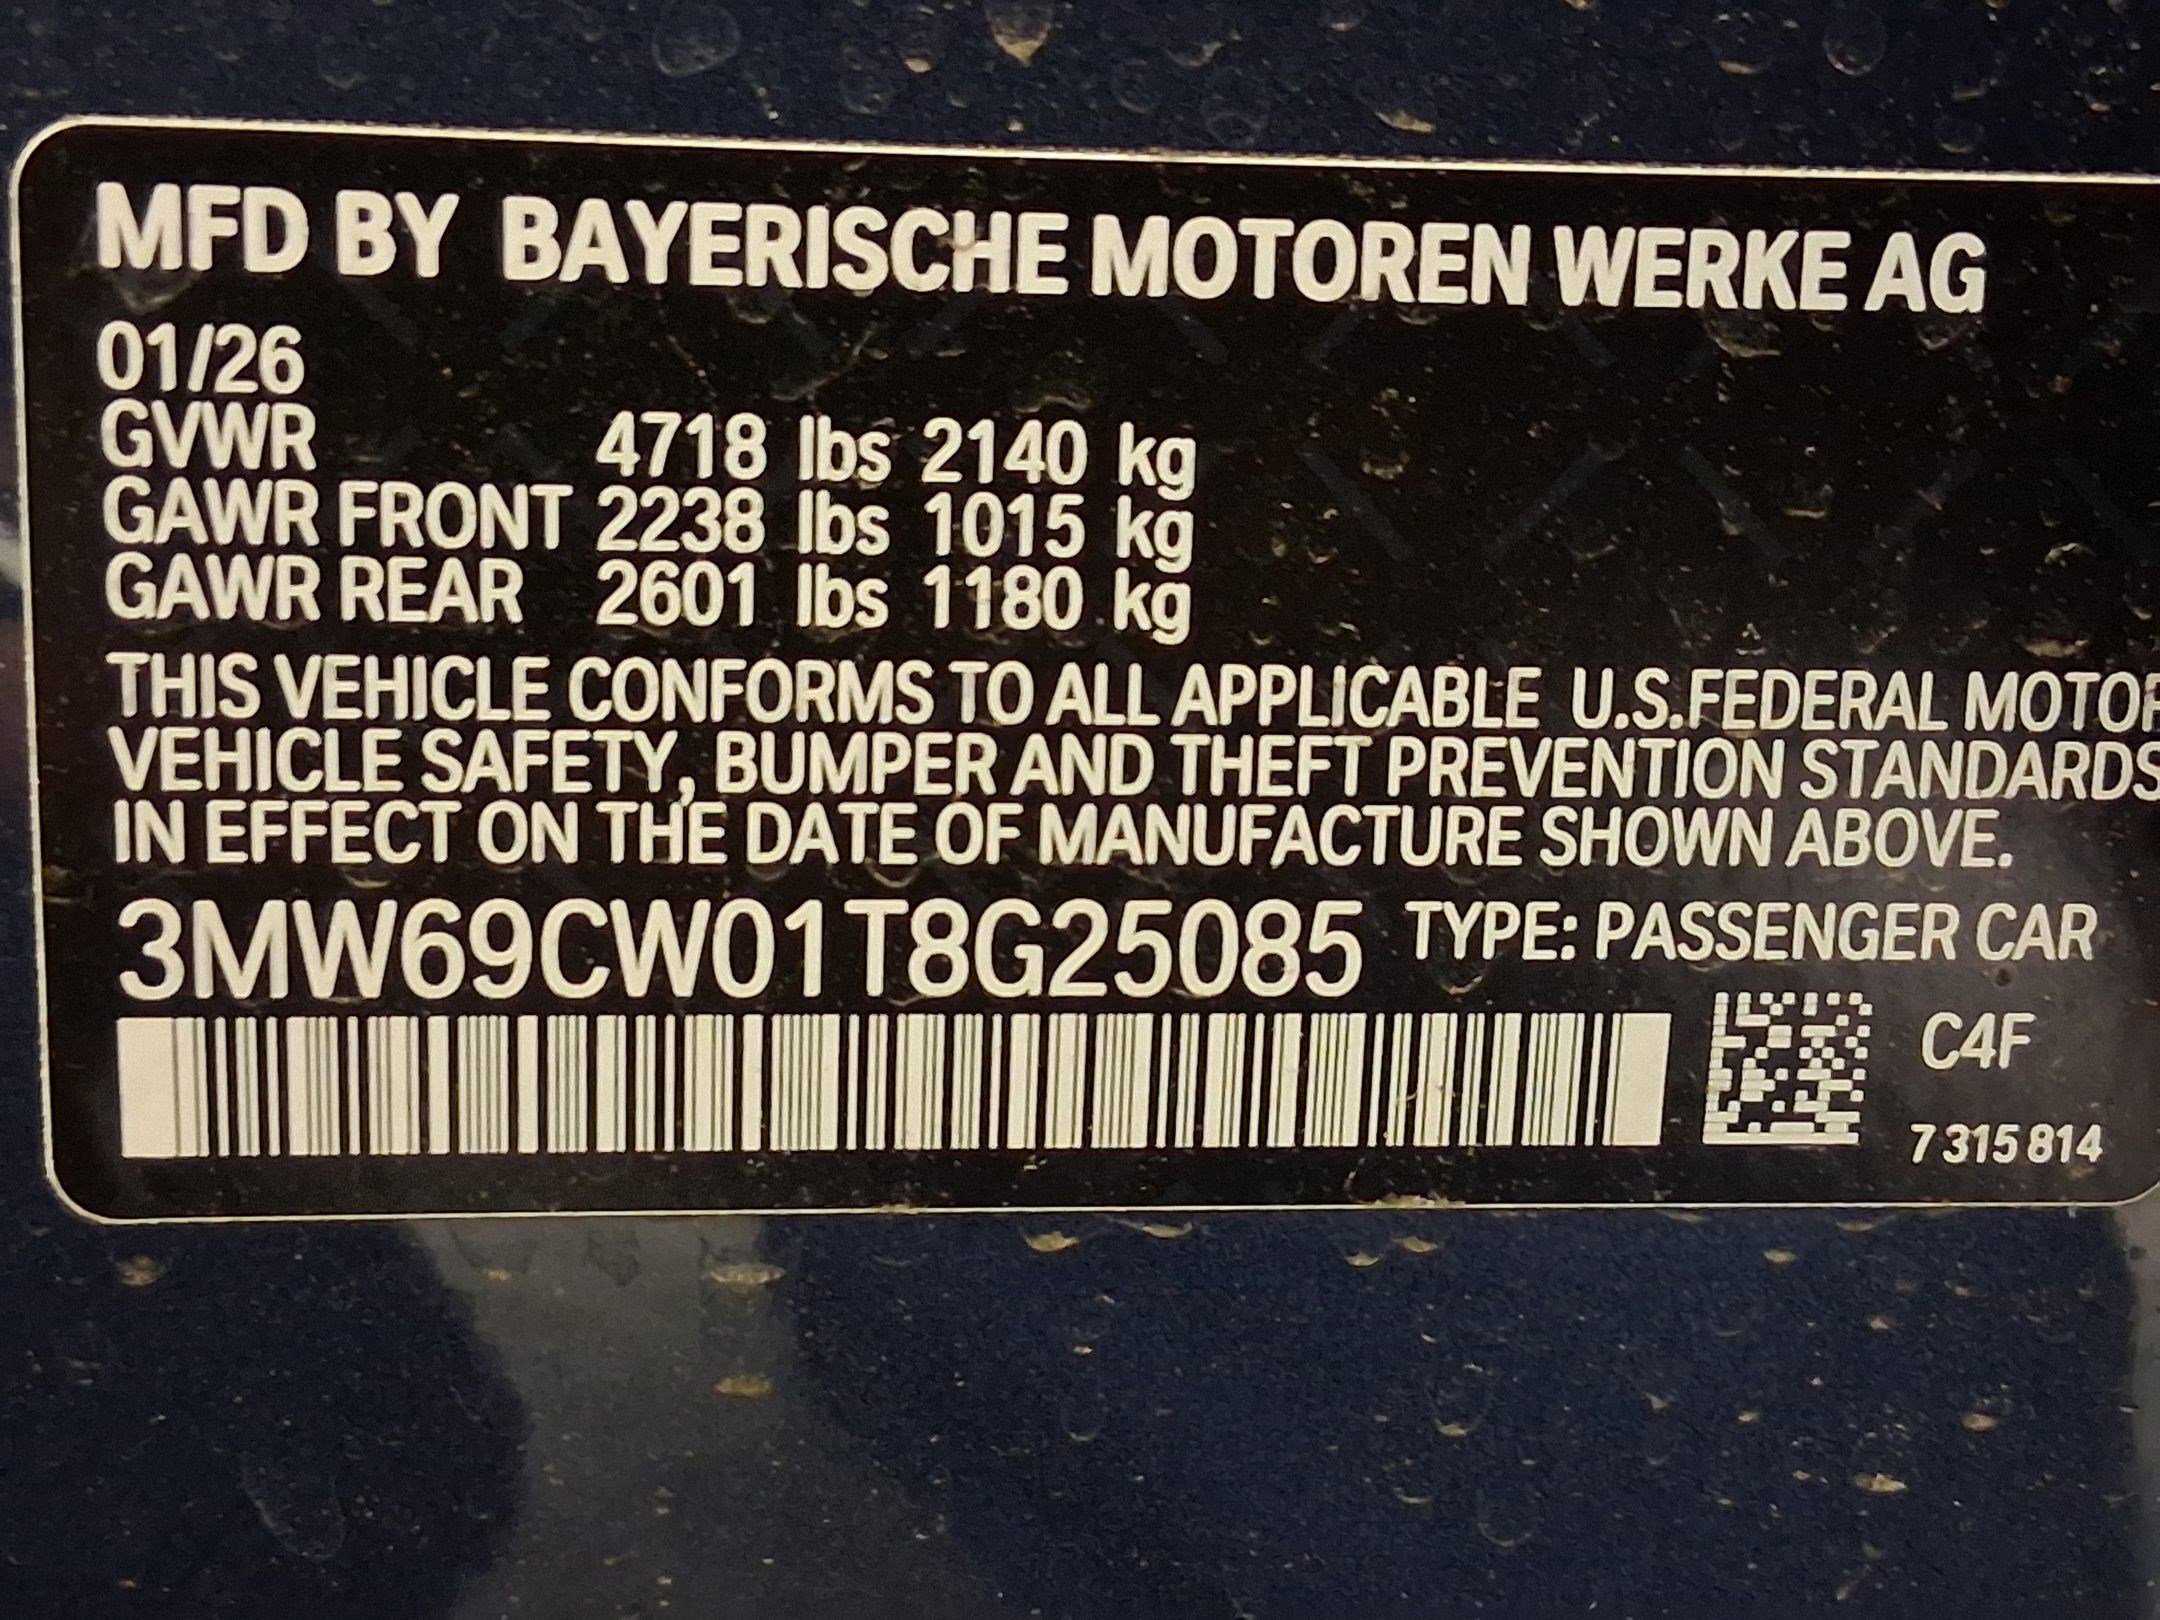 MFD BY BAYERISCHE MOTOREN WERKE AG
01/26
GVWR 4718 lbs 2140 kg
GAWR FRONT 2238 lbs 1015 kg
GAWR REAR 2601 lbs 1180 kg
THIS VEHICLE CONFORMS TO ALL APPLICABLE U.S.FEDERAL MOTOR
VEHICLE SAFETY, BUMPER AND THEFT PREVENTION STANDARDS
IN EFFECT ON THE DATE OF MANUFACTURE SHOWN ABOVE.
3MW69CW01T8G25085 TYPE: PASSENGER CAR
C4F
7 315 814